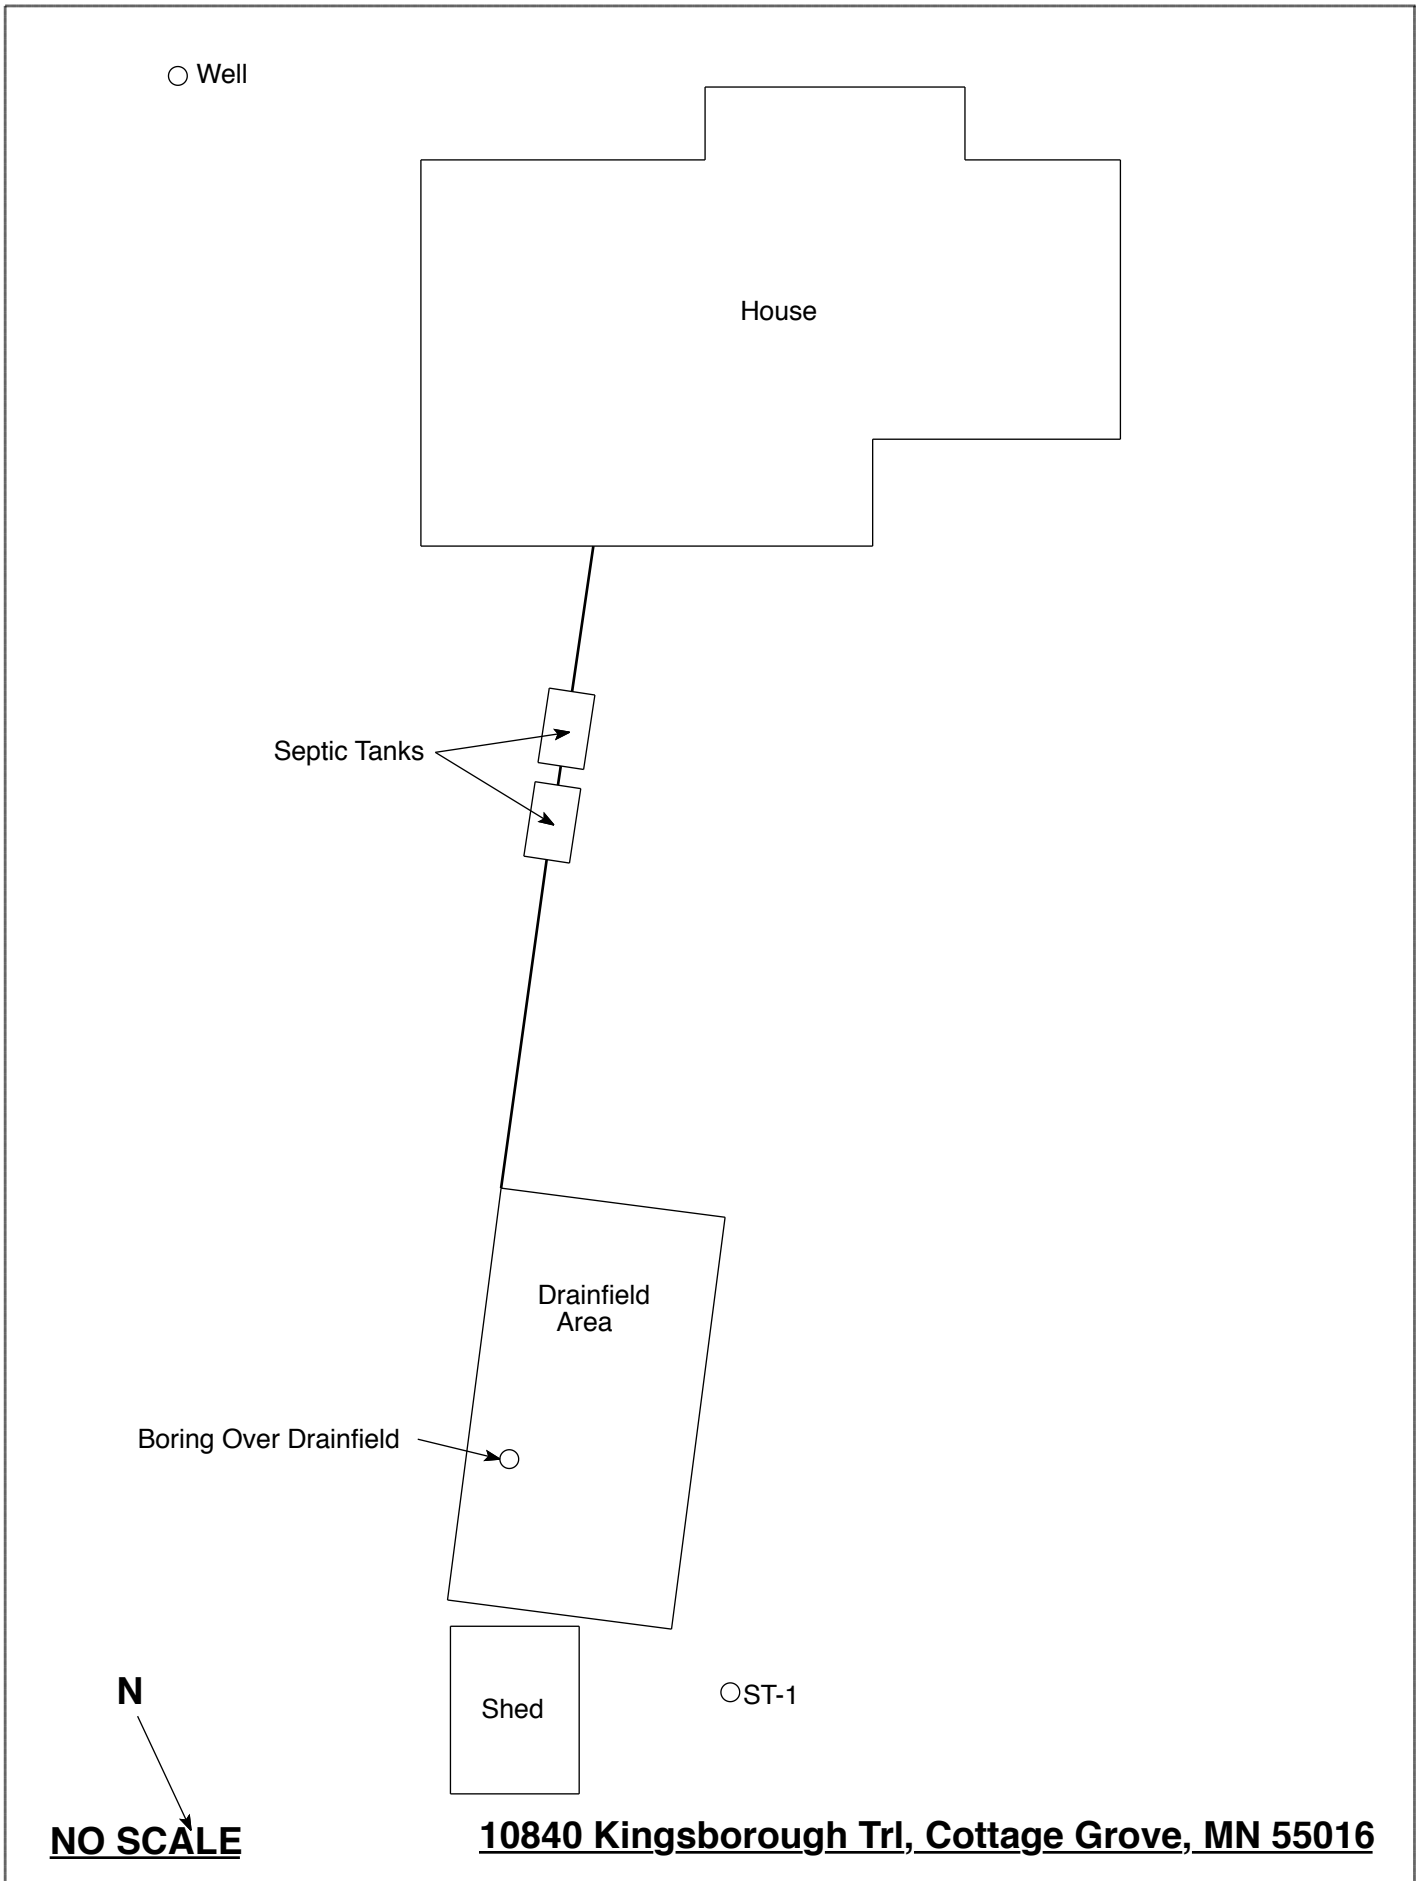 Well
House
Septic Tanks
Drainfield
Area
Boring Over Drainfield
N
Shed
ST-1
NO SCALE
10840 Kingsborough Trl, Cottage Grove, MN 55016